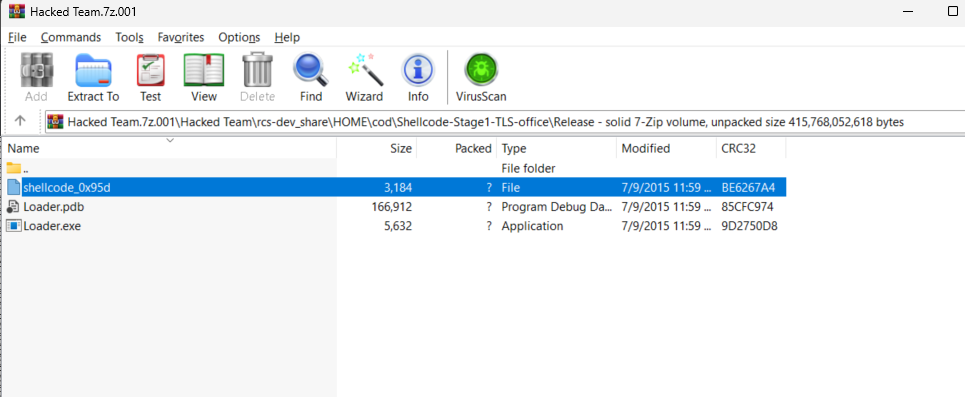 Hacked Team.7z.001
File Commands Tools Favorites Options Help
Add Extract To Test View Delete Find Wizard Info VirusScan
Hacked Team.7z.001\Hacked Team\rcs-dev_share\HOME\cod\Shellcode-Stage1-TLS-office\Release - solid 7-Zip volume, unpacked size 415,768,052,618 bytes
Name Size Packed Type Modified CRC32
.. File folder
shellcode_0x95d 3,184 ? File 7/9/2015 11:59 ... BE6267A4
Loader.pdb 166,912 ? Program Debug Da... 7/9/2015 11:59 ... 85CFC974
Loader.exe 5,632 ? Application 7/9/2015 11:59 ... 9D2750D8